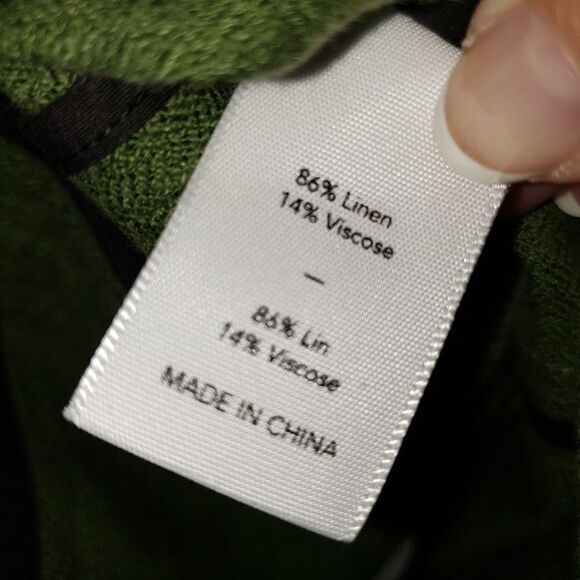 86% Linen
14% Viscose
–
86% Lin
14% Viscose
MADE IN CHINA